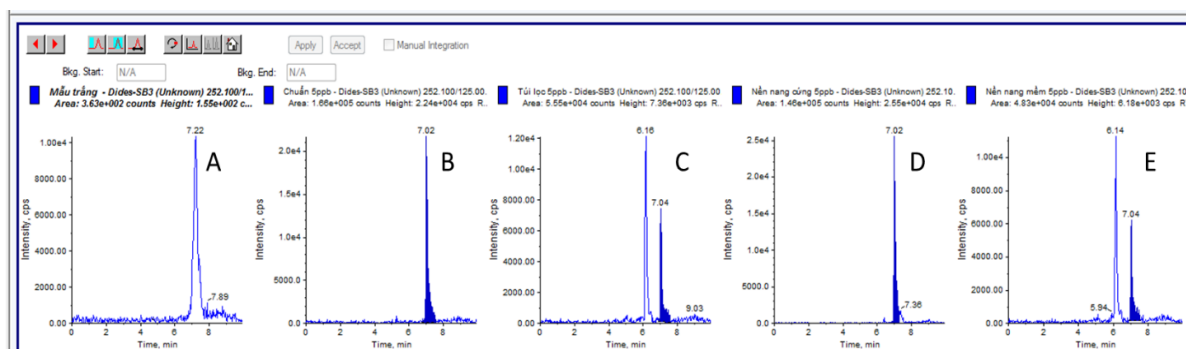 Apply Accept Manual Integration
Bkg. Start: N/A Bkg. End: N/A
Mẫu trắng - Dides-SB3 (Unknown) 252.100/1...
Area: 3.63e+002 counts Height: 1.55e+002 c...
Chuẩn 5ppb - Dides-SB3 (Unknown) 252.100/125.00.
Area: 1.66e+005 counts Height: 2.24e+004 cps R..
Túi lọc 5ppb - Dides-SB3 (Unknown) 252.100/125.00
Area: 5.55e+004 counts Height: 7.36e+003 cps R..
Nền nang cứng 5ppb - Dides-SB3 (Unknown) 252.10.
Area: 1.46e+005 counts Height: 2.55e+004 cps R..
Nền nang mềm 5ppb - Dides-SB3 (Unknown) 252.10
Area: 4.83e+004 counts Height: 6.18e+003 cps R..
7.22
A
1.00e4
8000.00
6000.00
4000.00
2000.00
0.00
7.89
Intensity, cps
0 2 4 6 8
Time, min
7.02
B
2.0e4
1.5e4
1.0e4
5000.0
0.0
Intensity, cps
0 2 4 6 8
Time, min
6.16
C
7.04
1.20e4
1.00e4
8000.00
6000.00
4000.00
2000.00
0.00
9.03
Intensity, cps
0 2 4 6 8
Time, min
7.02
D
2.5e4
2.0e4
1.5e4
1.0e4
5000.0
0.0
7.36
Intensity, cps
0 2 4 6 8
Time, min
6.14
E
7.04
1.00e4
8000.00
6000.00
4000.00
2000.00
0.00
5.94
Intensity, cps
0 2 4 6 8
Time, min